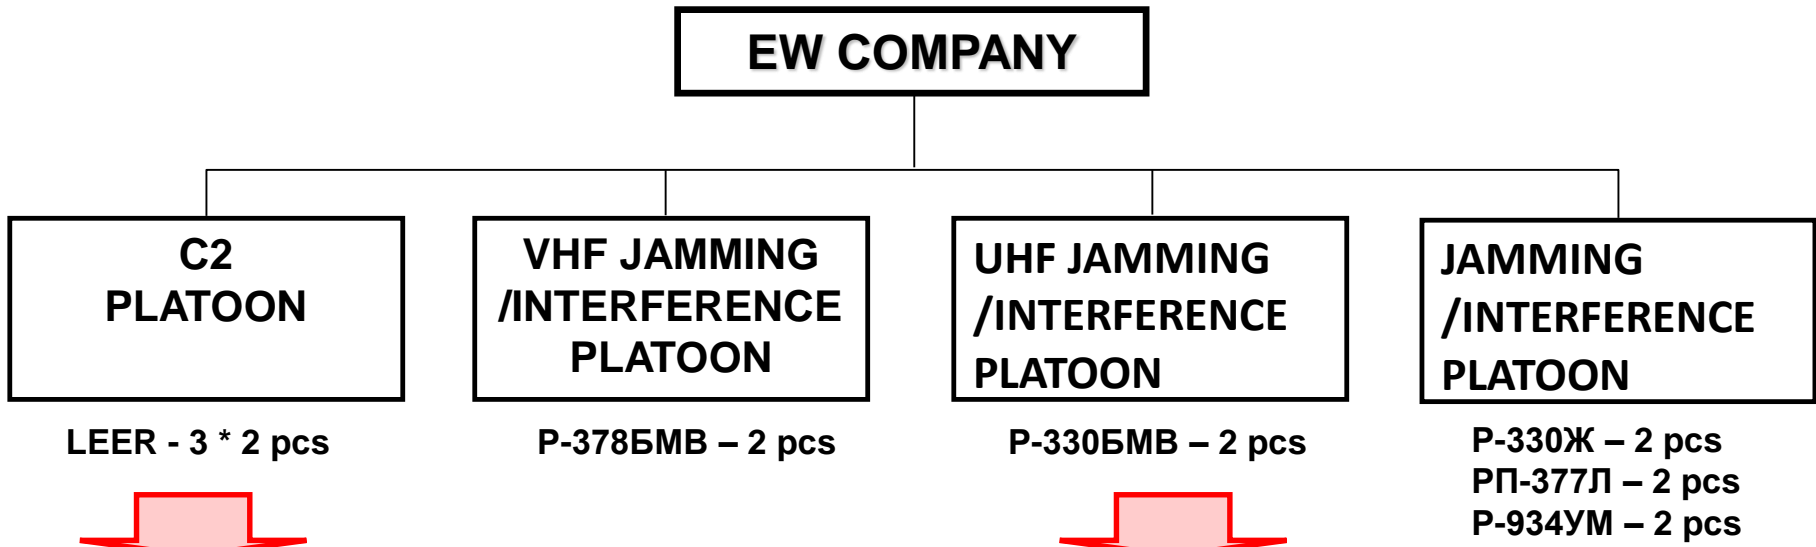 EW COMPANY
C2
PLATOON
LEER - 3 * 2 pcs
VHF JAMMING
/INTERFERENCE
PLATOON
Р-378БМВ – 2 pcs
UHF JAMMING
/INTERFERENCE
PLATOON
Р-330БМВ – 2 pcs
JAMMING
/INTERFERENCE
PLATOON
Р-330Ж – 2 pcs
РП-377Л – 2 pcs
Р-934УМ – 2 pcs